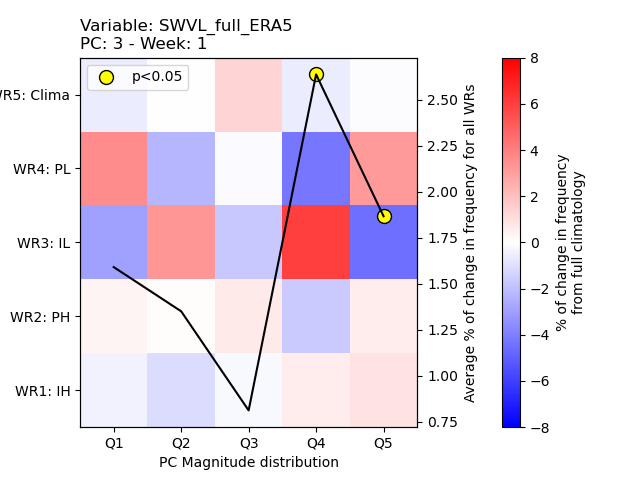 Variable: SWVL_full_ERA5
PC: 3 - Week: 1
p<0.05
WR5: Clima
WR4: PL
WR3: IL
WR2: PH
WR1: IH
Q1 Q2 Q3 Q4 Q5
PC Magnitude distribution
2.50
2.25
2.00
1.75
1.50
1.25
1.00
0.75
Average % of change in frequency for all WRs
8
6
4
2
0
−2
−4
−6
−8
% of change in frequency
from full climatology